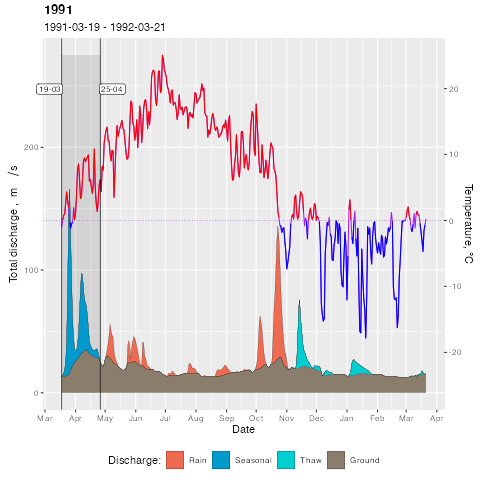 1991
1991-03-19 - 1992-03-21
Total discharge, m /s
200
100
0
19-03
25-04
20
10
0
-10
-20
Temperature, °C
Mar Apr May Jun Jul Aug Sep Oct Nov Dec Jan Feb Mar Apr
Date
Discharge: Rain Seasonal Thaw Ground